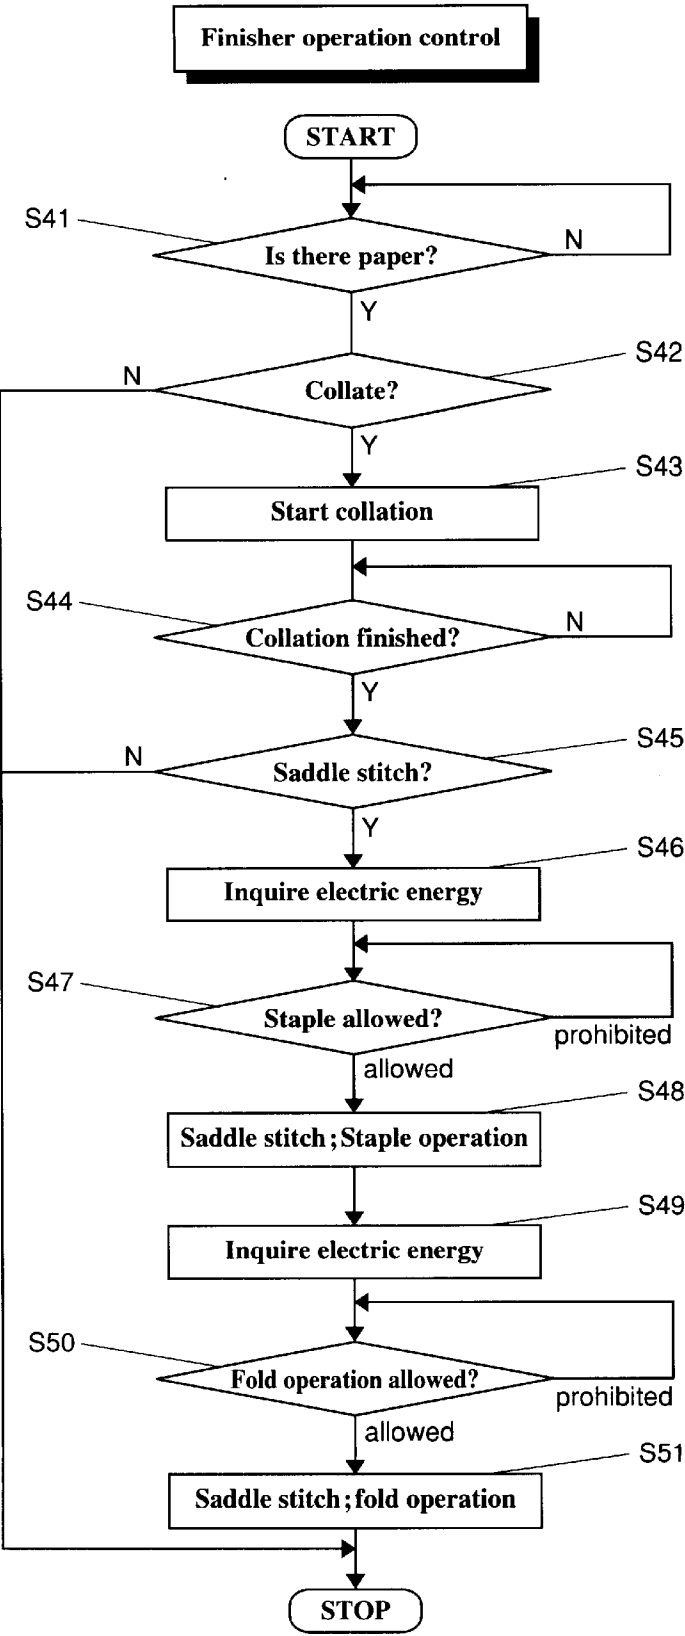 Finisher operation control
START
S41
Is there paper?
N
Y
S42
N
Collate?
Y
S43
Start collation
S44
Collation finished?
N
Y
S45
N
Saddle stitch?
Y
S46
Inquire electric energy
S47
Staple allowed?
prohibited
allowed
S48
Saddle stitch;Staple operation
S49
Inquire electric energy
S50
Fold operation allowed?
prohibited
allowed
S51
Saddle stitch;fold operation
STOP